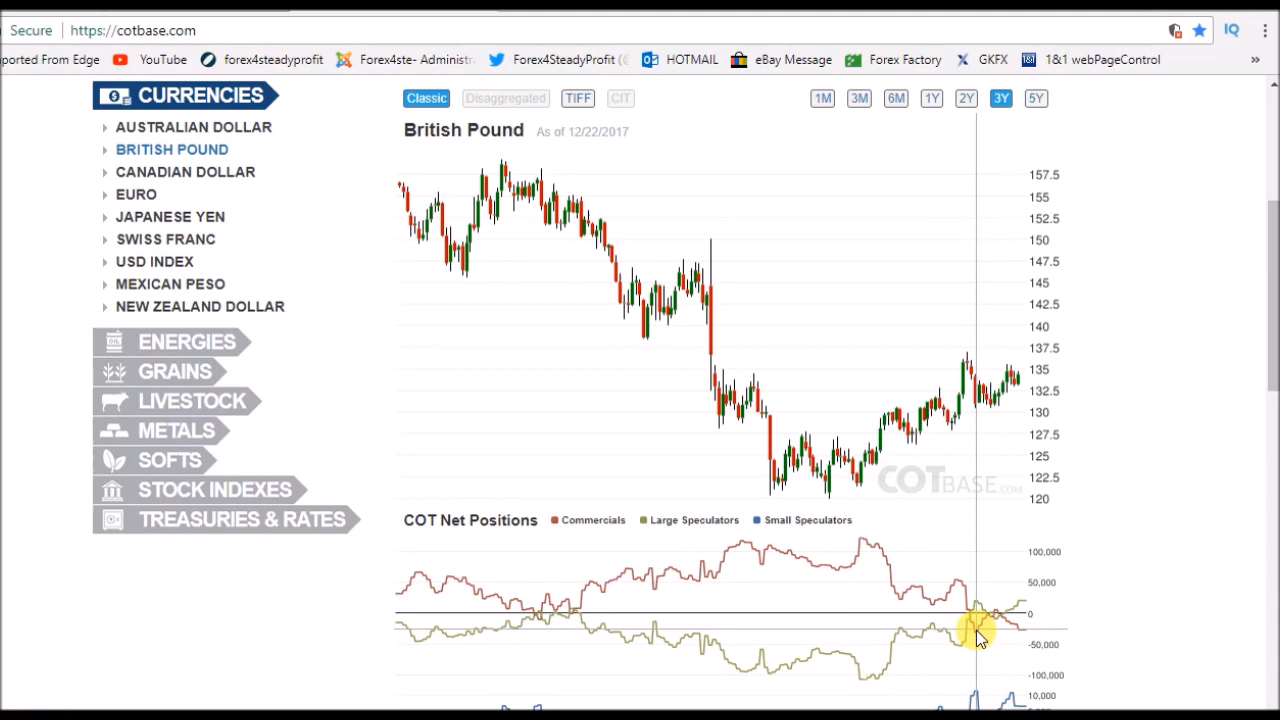 Secure https://cotbase.com
ported From Edge YouTube forex4steadyprofit Forex4ste- Administra Forex4SteadyProfit (@ HOTMAIL eBay Message Forex Factory GKFX 1&1 webPageControl »
CURRENCIES
AUSTRALIAN DOLLAR
BRITISH POUND
CANADIAN DOLLAR
EURO
JAPANESE YEN
SWISS FRANC
USD INDEX
MEXICAN PESO
NEW ZEALAND DOLLAR
ENERGIES
GRAINS
LIVESTOCK
METALS
SOFTS
STOCK INDEXES
TREASURIES & RATES
Classic Disaggregated TIFF CIT 1M 3M 6M 1Y 2Y 3Y 5Y
British Pound As of 12/22/2017
157.5
155
152.5
150
147.5
145
142.5
140
137.5
135
132.5
130
127.5
125
122.5
120
COTBASE.COM
COT Net Positions Commercials Large Speculators Small Speculators
100,000
50,000
0
-50,000
-100,000
10,000